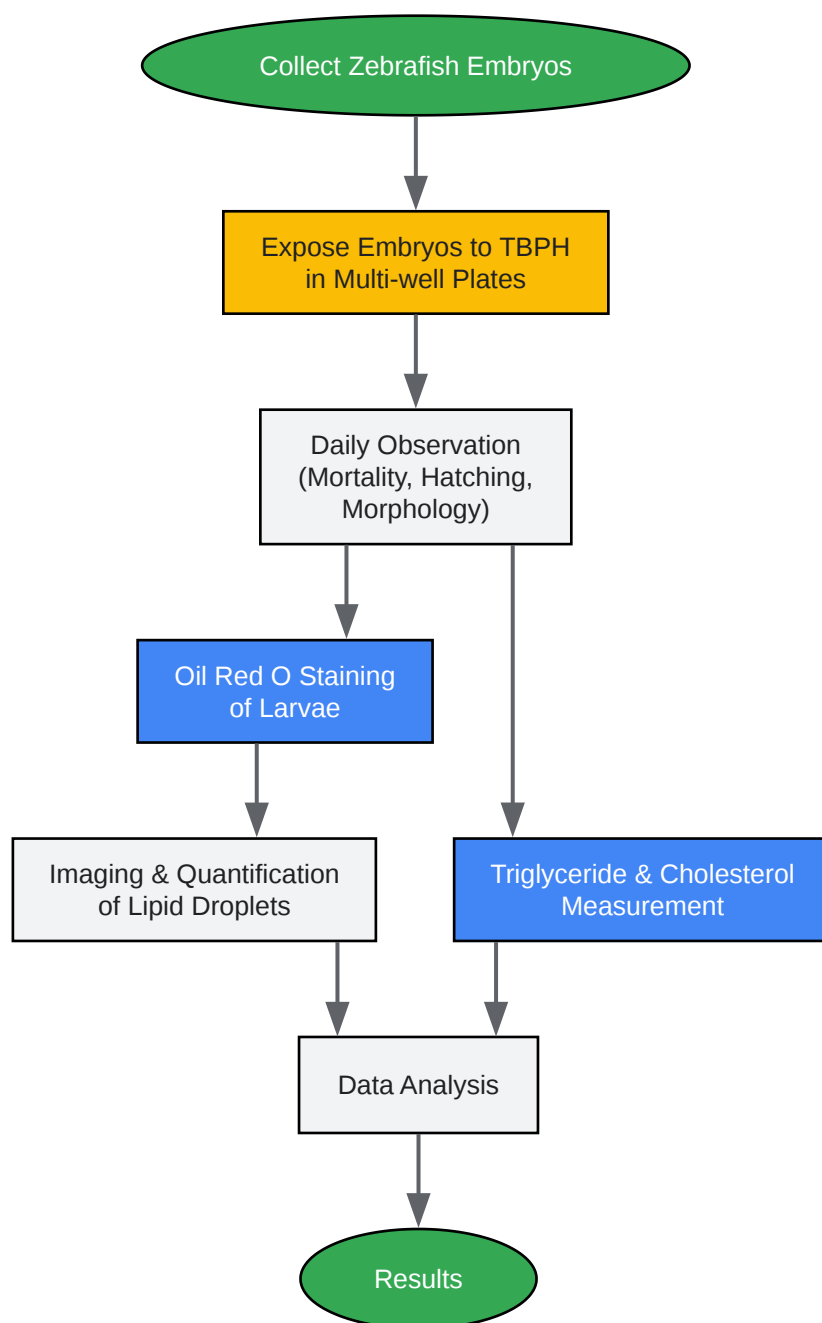 Collect Zebrafish Embryos
Expose Embryos to TBPH
in Multi-well Plates
Daily Observation
(Mortality, Hatching,
Morphology)
Oil Red O Staining
of Larvae
Imaging & Quantification
of Lipid Droplets
Triglyceride & Cholesterol
Measurement
Data Analysis
Results